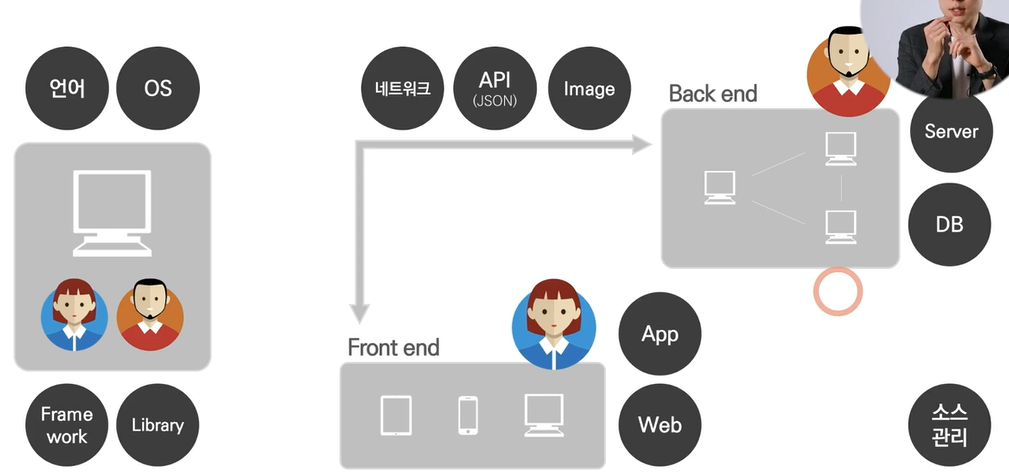 언어
OS
Frame
work
Library
네트워크
API
(JSON)
Image
Back end
Server
DB
Front end
App
Web
소스
관리